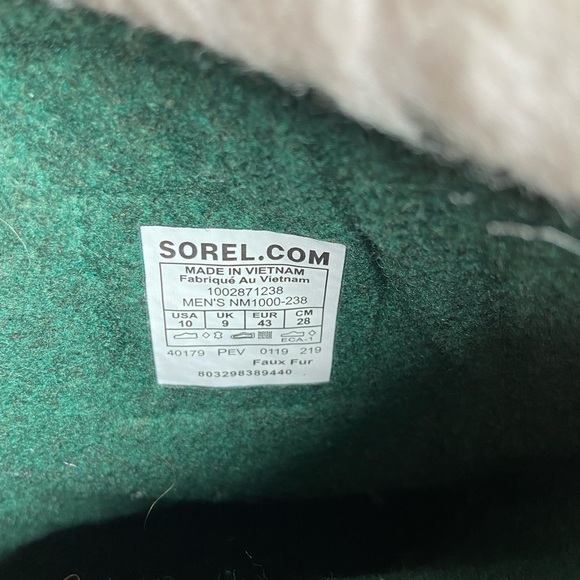 SOREL.COM
MADE IN VIETNAM
Fabriqué Au Vietnam
1002871238
MEN'S NM1000-238
USA UK EUR CM
10 9 43 28
ECA-1
40179 PEV 0119 219
Faux Fur
803298389440